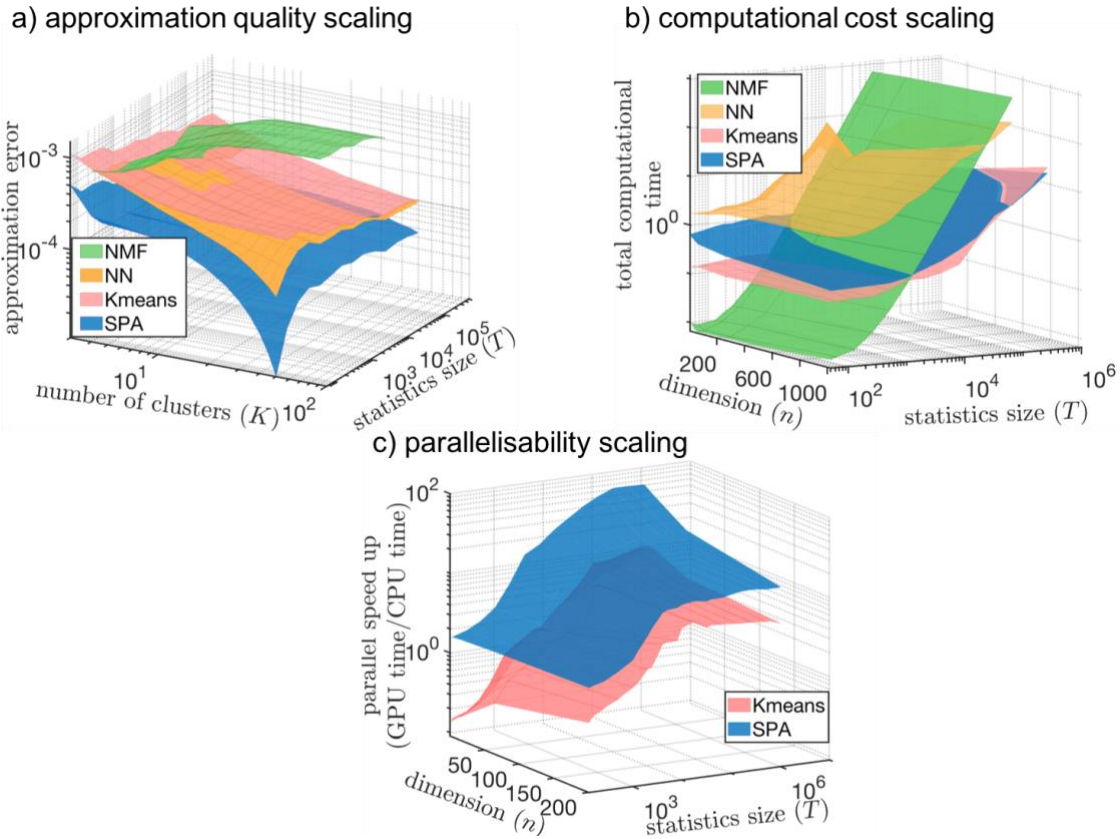 a) approximation quality scaling
approximation error
10^-3
10^-4
NMF
NN
Kmeans
SPA
10^1
10^2
number of clusters (K)
10^3
10^4
10^5
statistics size (T)
b) computational cost scaling
total computational
time
10^0
NMF
NN
Kmeans
SPA
200
600
1000
dimension (n)
10^2
10^4
10^6
statistics size (T)
c) parallelisability scaling
parallel speed up
(GPU time/CPU time)
10^2
10^0
Kmeans
SPA
50
100
150
200
dimension (n)
10^3
10^6
statistics size (T)